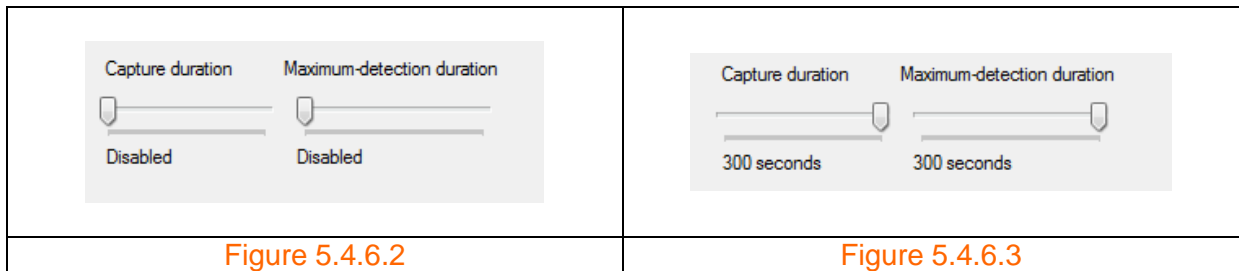 Capture duration Maximum-detection duration
Disabled Disabled
Capture duration Maximum-detection duration
300 seconds 300 seconds
Figure 5.4.6.2 Figure 5.4.6.3